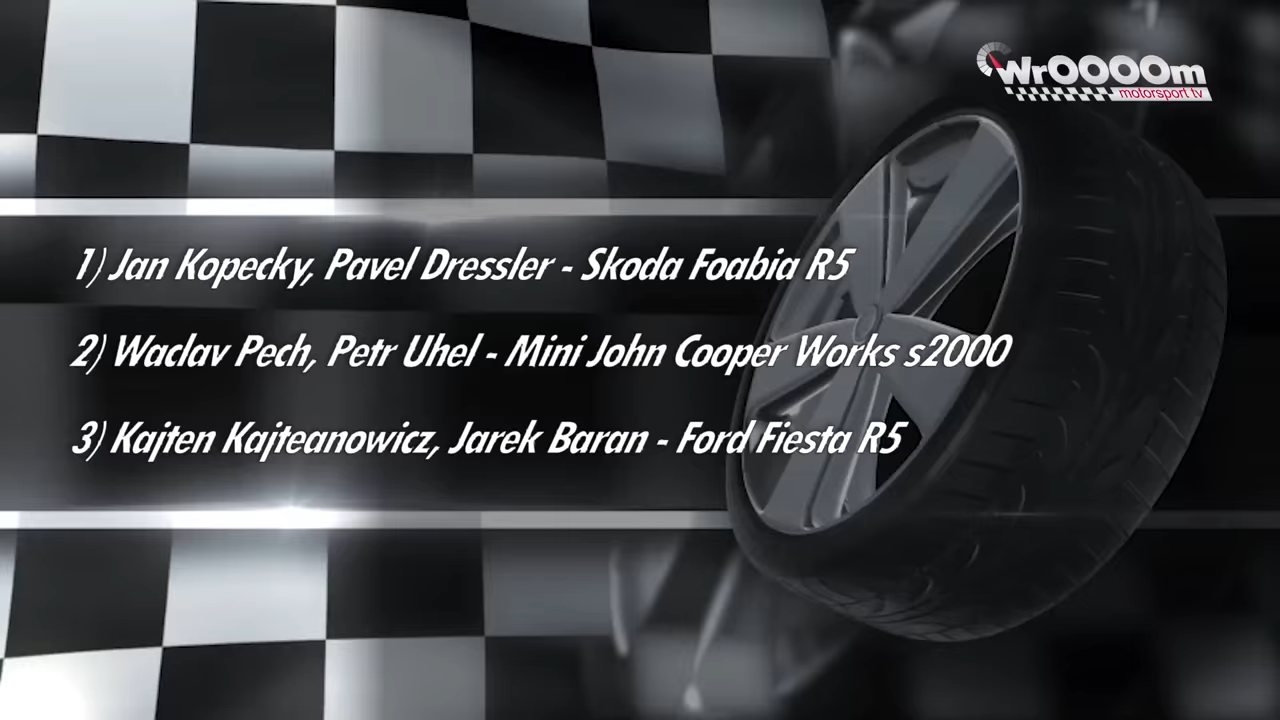 WrOOOOm
motorsport tv
1) Jan Kopecky, Pavel Dressler - Skoda Foabia R5
2) Waclav Pech, Petr Uhel - Mini John Cooper Works s2000
3) Kajten Kajteanowicz, Jarek Baran - Ford Fiesta R5